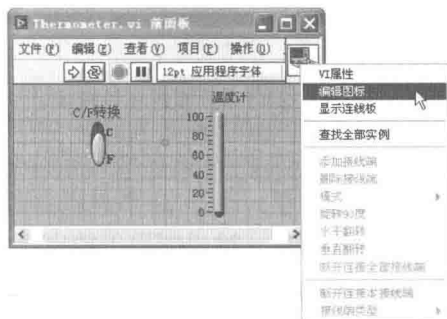 Thermometer.vi 前面板
文件(F) 编辑(E) 查看(V) 项目(P) 操作(O)
12pt 应用程序字体
C/F转换
C
F
温度计
100
80
60
40
20
0
VI属性
编辑图标
显示连线板
查找全部实例
添加接线端
删除接线端
模式
旋转90度
水平翻转
垂直翻转
断开连接全部接线端
断开连接本接线端
接线端类型